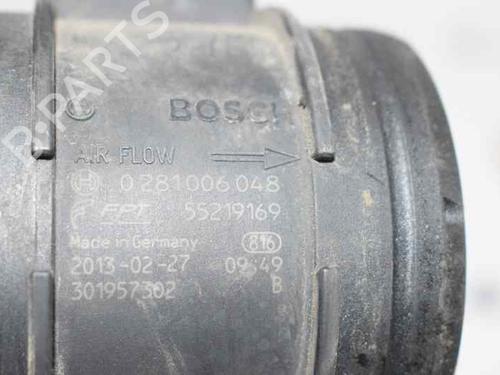 B-PARTS
BOSCH
AIR FLOW
0 281 006 048
FPT 55219169
Made in Germany 816
2013-02-27 09:49
301957302 B